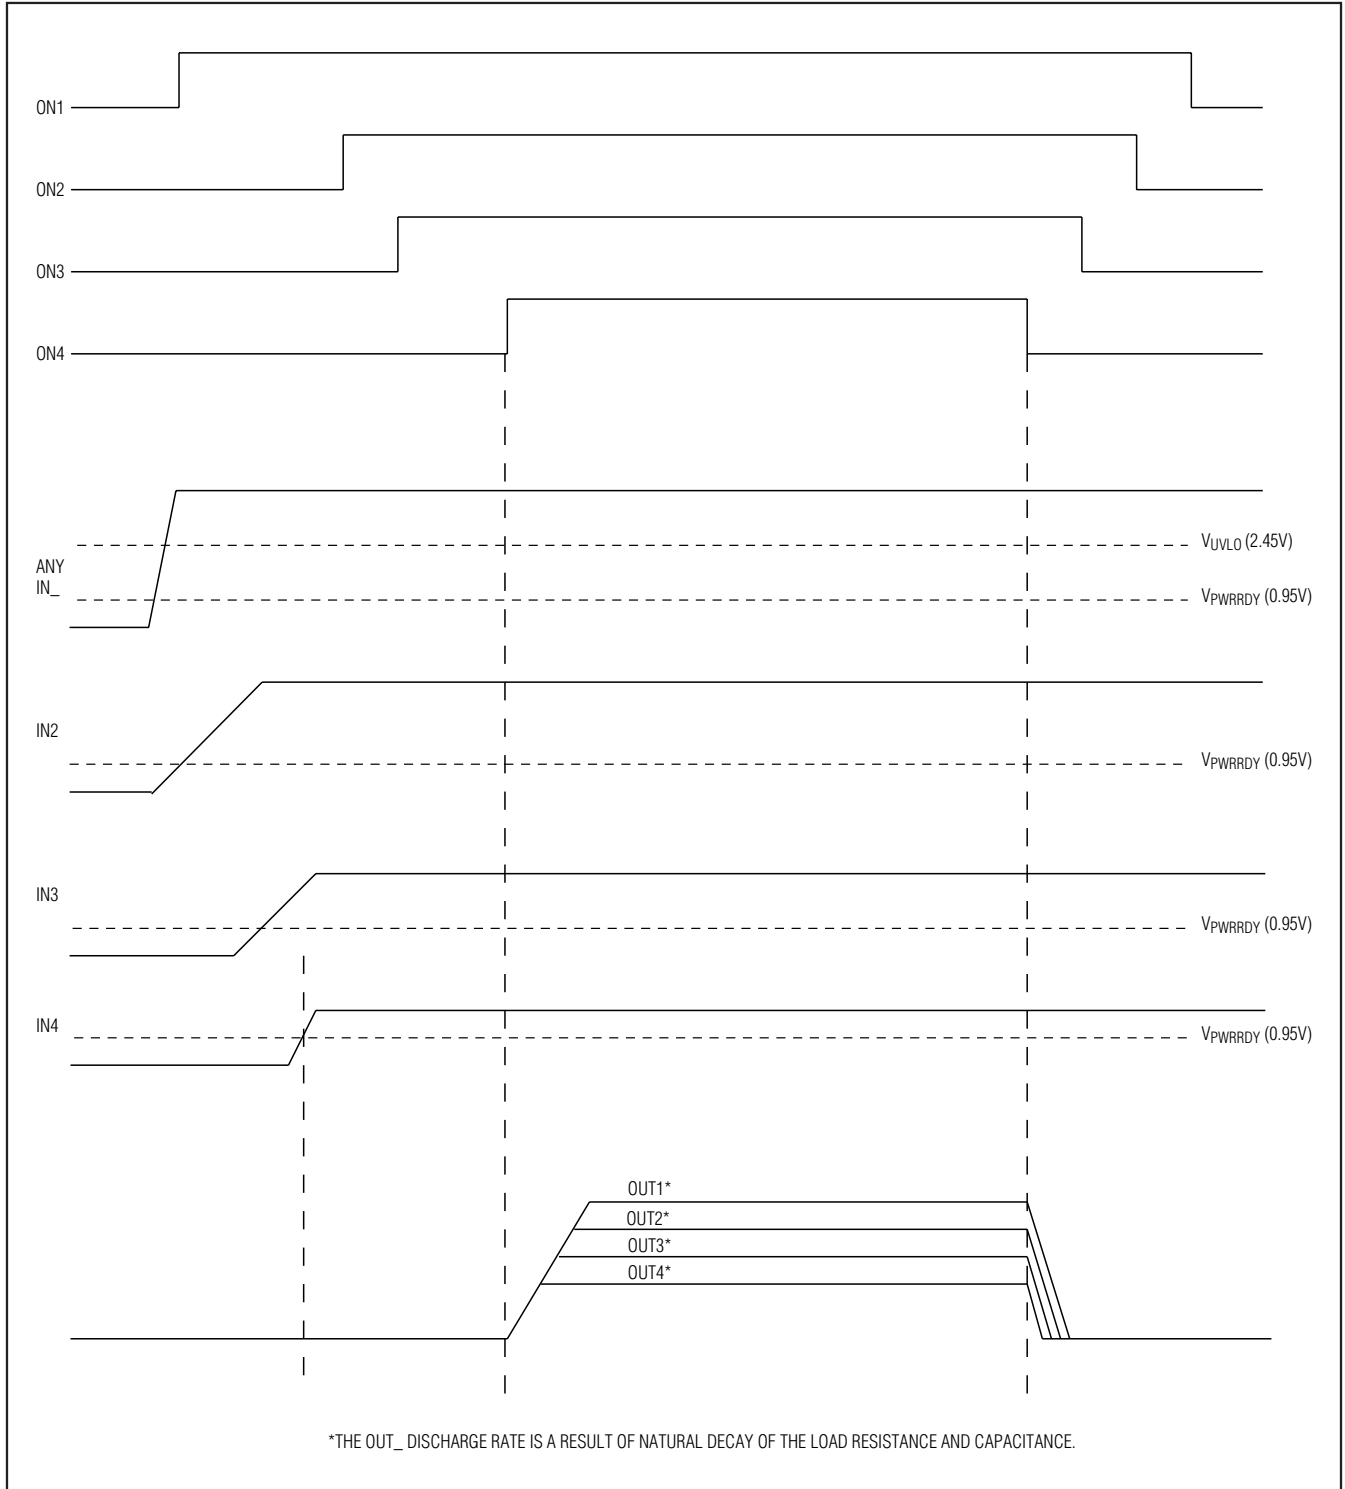 ON1
ON2
ON3
ON4
VUVLO (2.45V)
ANY
IN_
VPWRRDY (0.95V)
IN2
VPWRRDY (0.95V)
IN3
VPWRRDY (0.95V)
IN4
VPWRRDY (0.95V)
OUT1*
OUT2*
OUT3*
OUT4*
*THE OUT_ DISCHARGE RATE IS A RESULT OF NATURAL DECAY OF THE LOAD RESISTANCE AND CAPACITANCE.